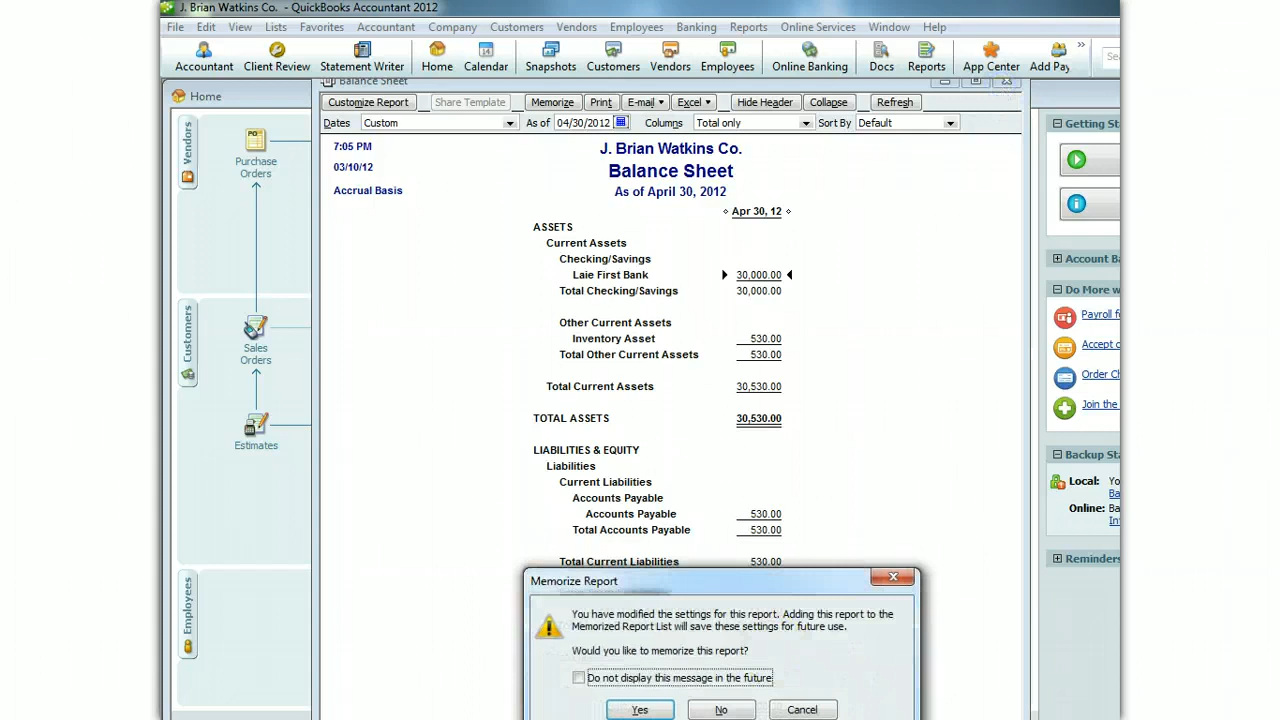 J. Brian Watkins Co. - QuickBooks Accountant 2012
File Edit View Lists Favorites Accountant Company Customers Vendors Employees Banking Reports Online Services Window Help
Accountant Client Review Statement Writer Home Calendar Snapshots Customers Vendors Employees Online Banking Docs Reports App Center Add Pay
Balance Sheet
Home
Customize Report Share Template Memorize Print E-mail Excel Hide Header Collapse Refresh
Dates Custom As of 04/30/2012 Columns Total only Sort By Default
Vendors
Purchase
Orders
Customers
Sales
Orders
Estimates
Employees
7:05 PM
03/10/12
Accrual Basis
J. Brian Watkins Co.
Balance Sheet
As of April 30, 2012
Apr 30, 12
ASSETS
Current Assets
Checking/Savings
Laie First Bank 30,000.00
Total Checking/Savings 30,000.00
Other Current Assets
Inventory Asset 530.00
Total Other Current Assets 530.00
Total Current Assets 30,530.00
TOTAL ASSETS 30,530.00
LIABILITIES & EQUITY
Liabilities
Current Liabilities
Accounts Payable
Accounts Payable 530.00
Total Accounts Payable 530.00
Total Current Liabilities 530.00
Memorize Report
You have modified the settings for this report. Adding this report to the
Memorized Report List will save these settings for future use.
Would you like to memorize this report?
Do not display this message in the future
Yes No Cancel
Getting St
Account Ba
Do More w
Payroll f
Accept c
Order Ch
Join the
Backup Sta
Local: Yo
Ba
Online: Ba
Int
Reminders